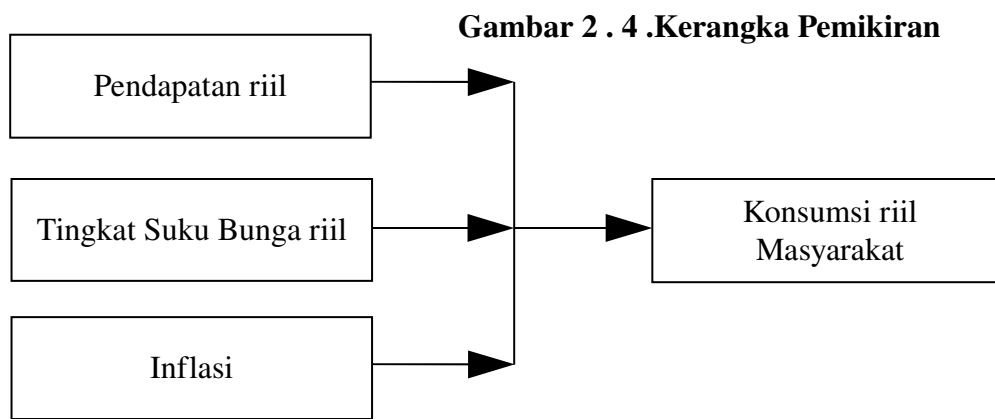 Gambar 2 . 4 .Kerangka Pemikiran
Pendapatan riil
Tingkat Suku Bunga riil
Konsumsi riil
Masyarakat
Inflasi